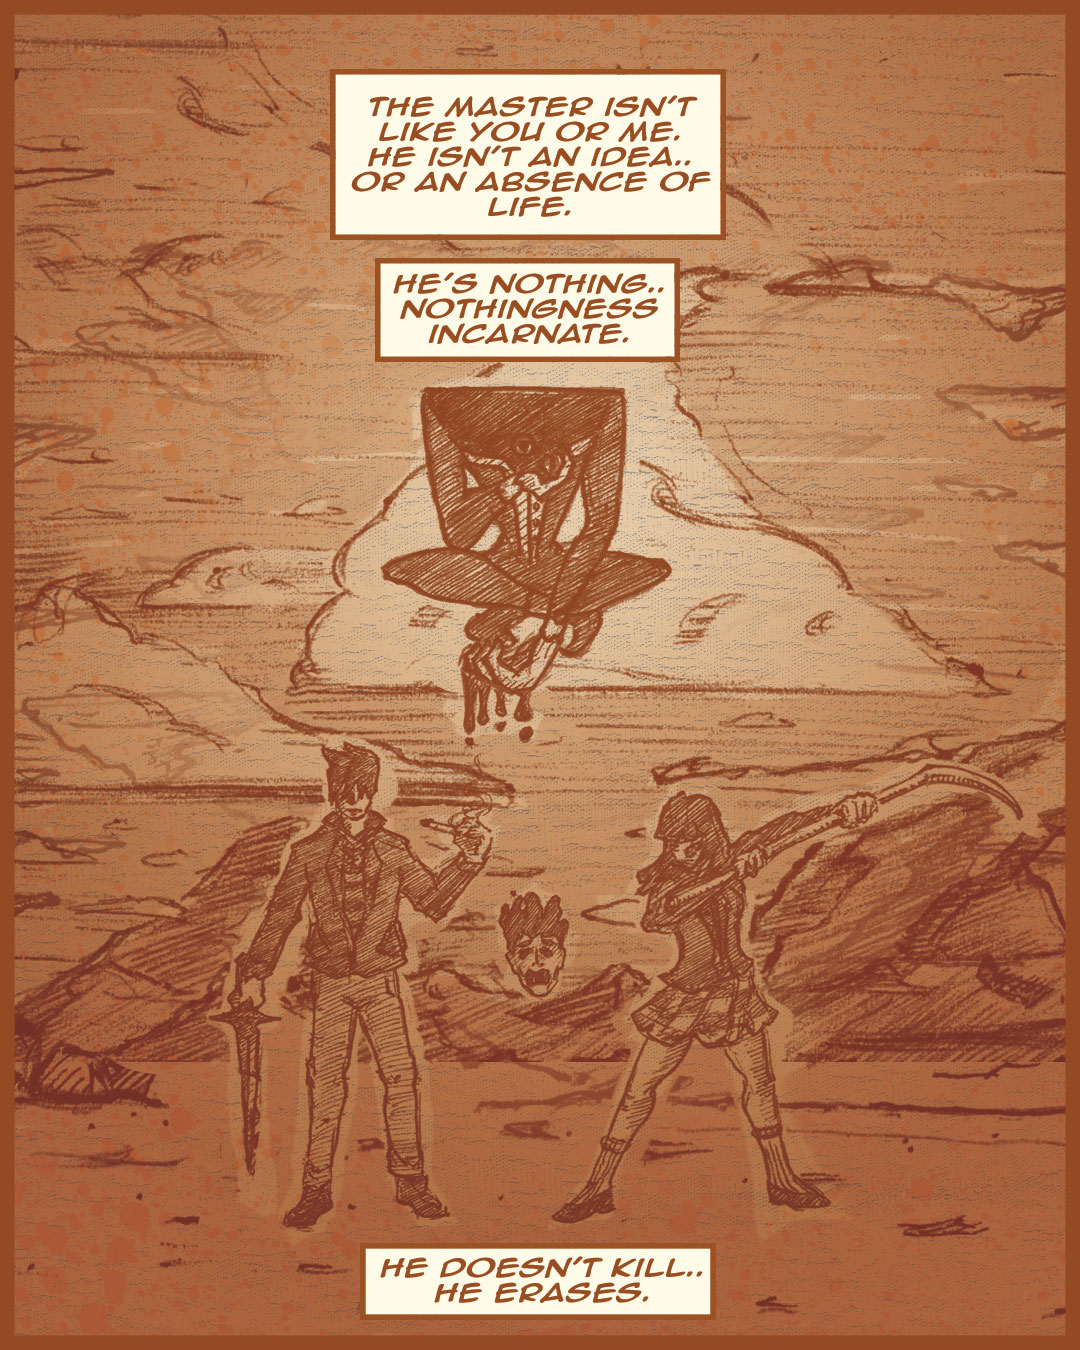 THE MASTER ISN'T
LIKE YOU OR ME.
HE ISN'T AN IDEA..
OR AN ABSENCE OF
LIFE.
HE'S NOTHING..
NOTHINGNESS
INCARNATE.
HE DOESN'T KILL..
HE ERASES.